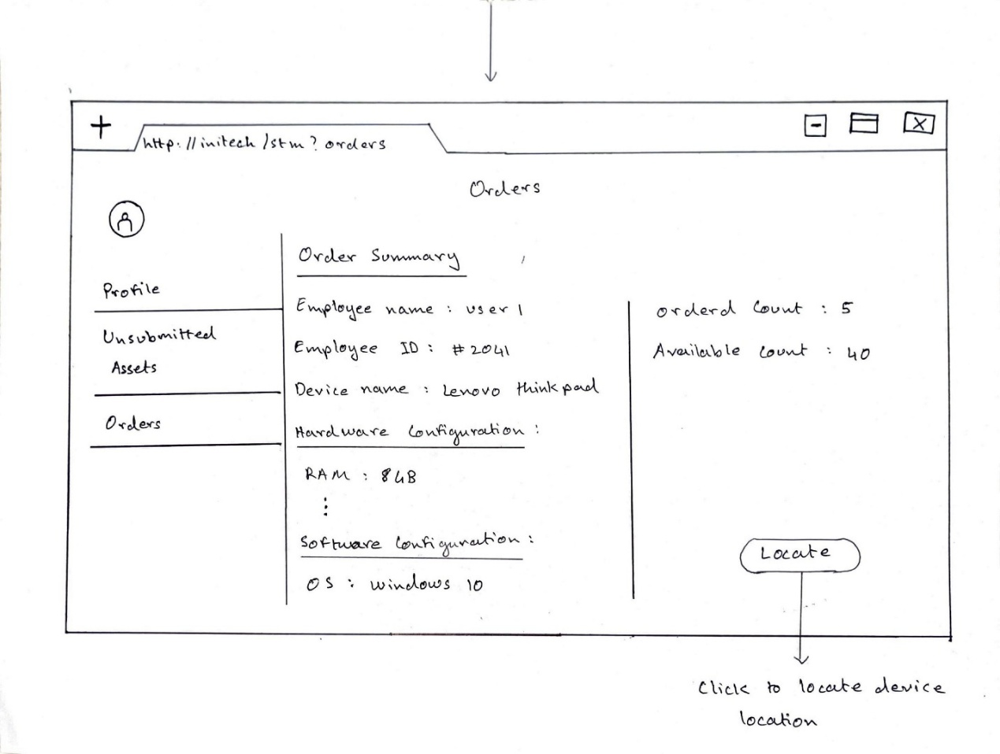 http://initech/stm?orders
Orders
Profile
Unsubmitted
Assets
Orders
Order Summary
Employee name : user 1
Employee ID : #2041
Device name : Lenovo thinkpad
Hardware Configuration :
RAM : 8GB
Software Configuration :
OS : windows 10
orderd Count : 5
Available Count : 40
Locate
Click to locate device
location